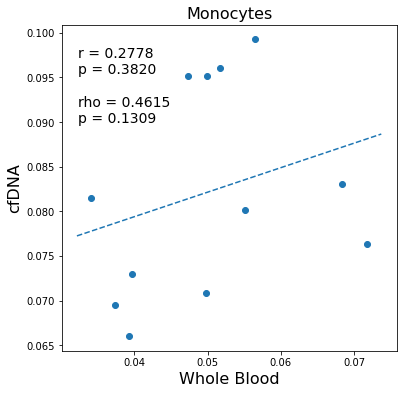 Monocytes
r = 0.2778
p = 0.3820
rho = 0.4615
p = 0.1309
cfDNA
0.100
0.095
0.090
0.085
0.080
0.075
0.070
0.065
0.04
0.05
0.06
0.07
Whole Blood